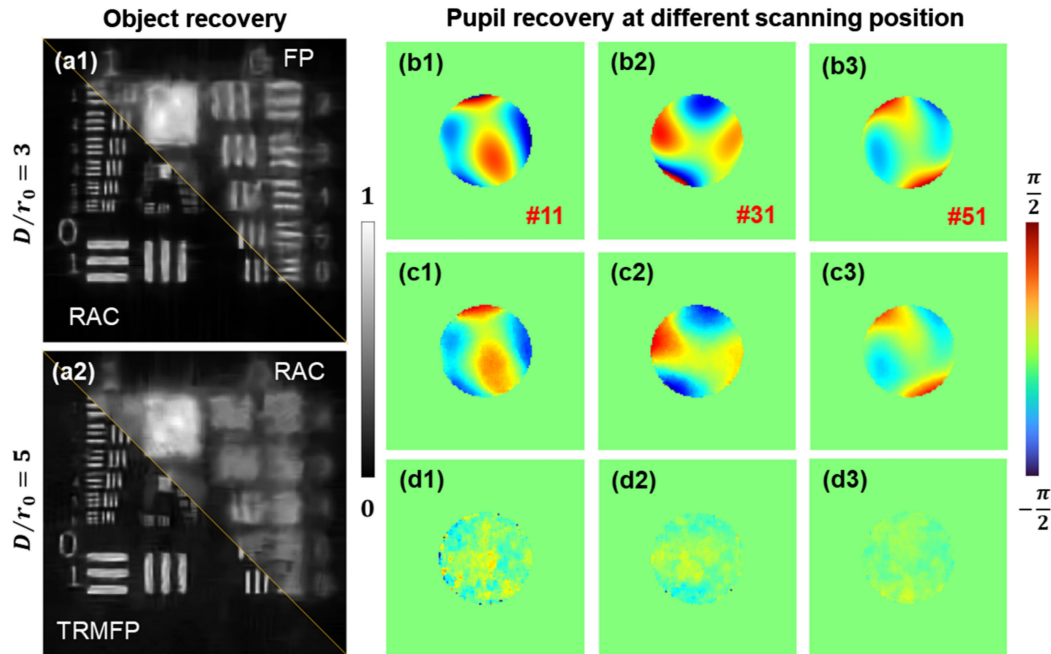 Object recovery
Pupil recovery at different scanning position
(a1)
FP
RAC
D/r₀ = 3
(a2)
RAC
TRMFP
D/r₀ = 5
1
0
(b1)
#11
(b2)
#31
(b3)
#51
(c1)
(c2)
(c3)
(d1)
(d2)
(d3)
π/2
-π/2